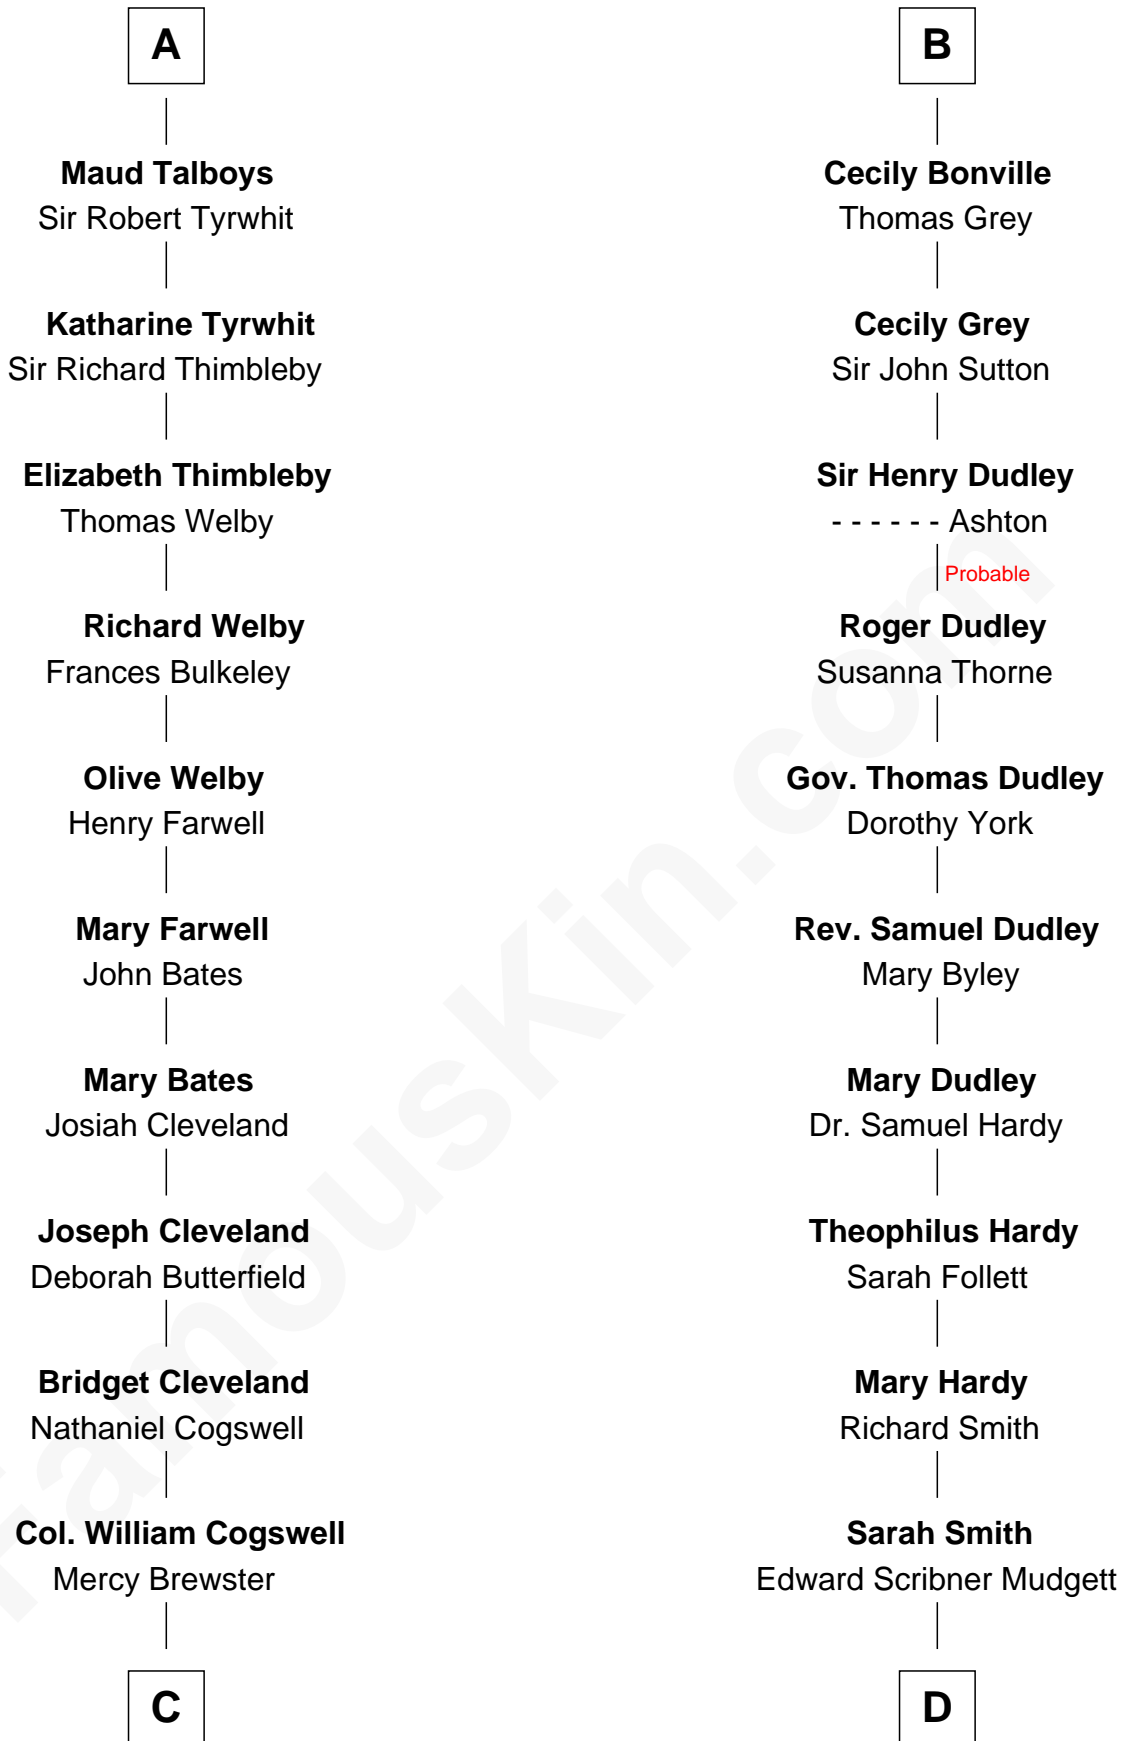 A
Maud Talboys
Sir Robert Tyrwhit
Katharine Tyrwhit
Sir Richard Thimbleby
Elizabeth Thimbleby
Thomas Welby
Richard Welby
Frances Bulkeley
Olive Welby
Henry Farwell
Mary Farwell
John Bates
Mary Bates
Josiah Cleveland
Joseph Cleveland
Deborah Butterfield
Bridget Cleveland
Nathaniel Cogswell
Col. William Cogswell
Mercy Brewster
C
B
Cecily Bonville
Thomas Grey
Cecily Grey
Sir John Sutton
Sir Henry Dudley
- - - - - - Ashton
Probable
Roger Dudley
Susanna Thorne
Gov. Thomas Dudley
Dorothy York
Rev. Samuel Dudley
Mary Byley
Mary Dudley
Dr. Samuel Hardy
Theophilus Hardy
Sarah Follett
Mary Hardy
Richard Smith
Sarah Smith
Edward Scribner Mudgett
D
FamousKin.com